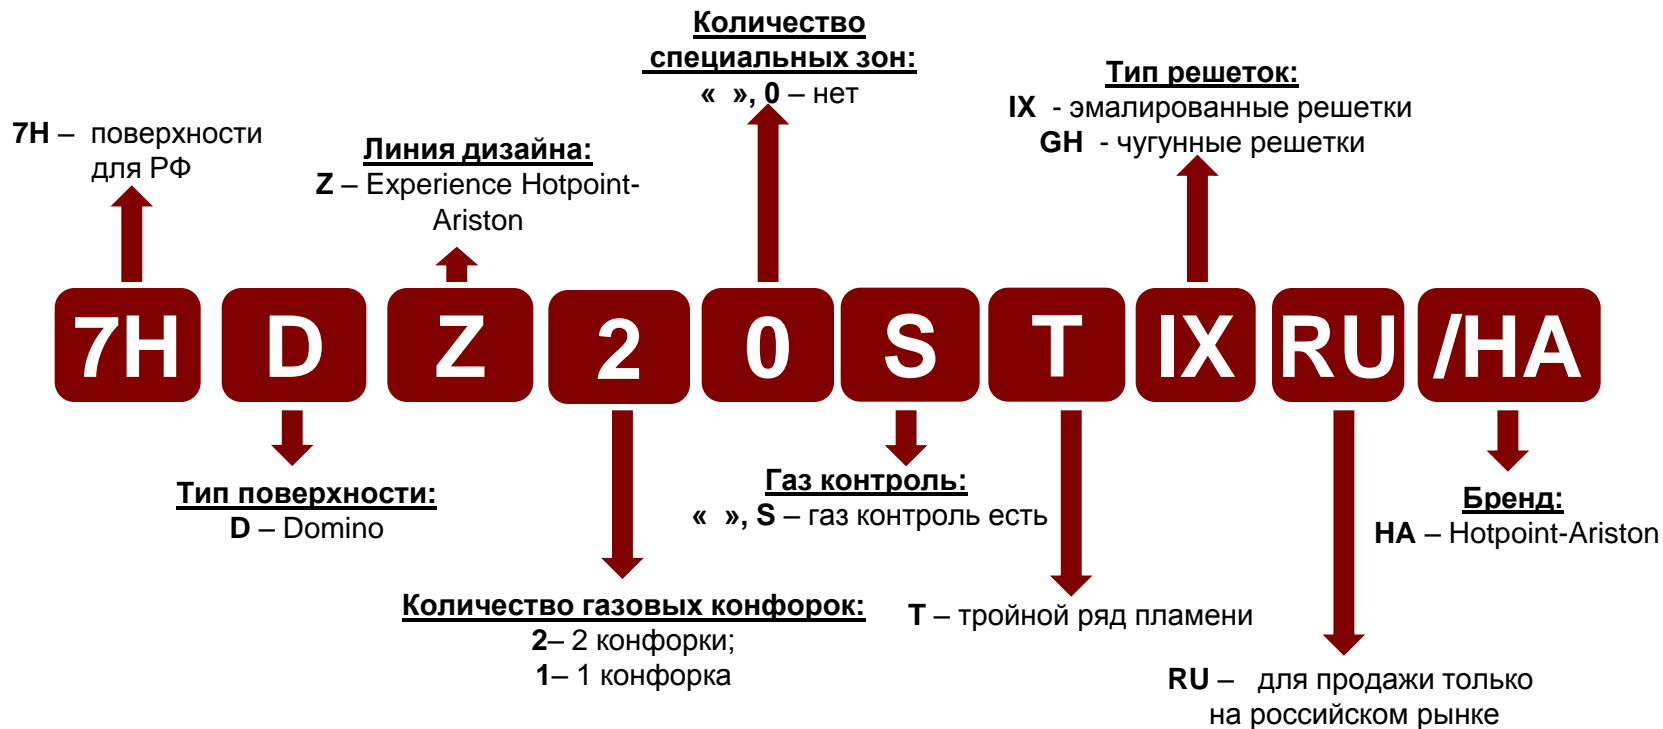 Количество
специальных зон:
« », 0 – нет
Тип решеток:
IX - эмалированные решетки
GH - чугунные решетки
7H – поверхности
для РФ
Линия дизайна:
Z – Experience Hotpoint-
Ariston
7H D Z 2 0 S T IX RU /HA
Тип поверхности:
D – Domino
Газ контроль:
« », S – газ контроль есть
Бренд:
HA – Hotpoint-Ariston
Количество газовых конфорок:
2– 2 конфорки;
1– 1 конфорка
T – тройной ряд пламени
RU – для продажи только
на российском рынке